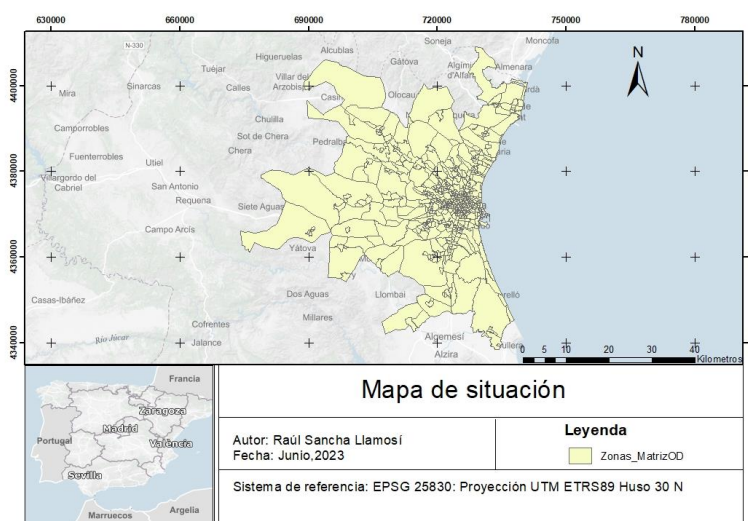 630000 660000 690000 720000 750000 780000
N-330
Alcublas
Soneja
Moncofa
Higueruelas
Gátova
Tuéjar
Almenara
Villar del
Arzobispo
Mira
Sinarcas
Calles
Olocau
4400000
Chulilla
Camporrobles
Sot de Chera
Pedralba
Chera
Fuenterrobles
Utiel
4380000
Villargordo del
Cabriel
San Antonio
Requena
Siete Aguas
Campo Arcís
Yátova
4360000
Casas-Ibáñez
Dos Aguas
Llombai
Millares
Cofrentes
Río Júcar
Jalance
Algemesí
Alzira
4340000
N
0 5 10 20 30 40
Kilometros
Francia
Zaragoza
Portugal
Madrid
València
Sevilla
Marruecos
Argelia
Mapa de situación
Autor: Raúl Sancha Llamosí
Fecha: Junio,2023
Leyenda
Zonas_MatrizOD
Sistema de referencia: EPSG 25830: Proyección UTM ETRS89 Huso 30 N